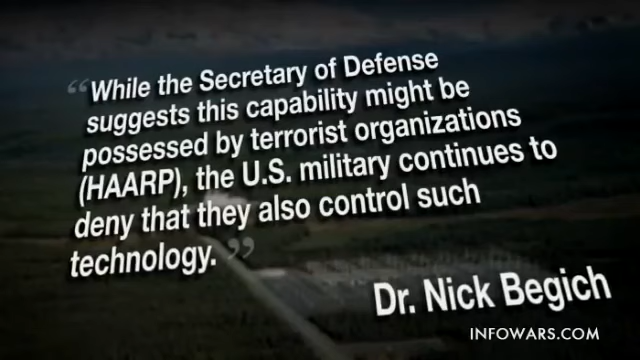 “While the Secretary of Defense
suggests this capability might be
possessed by terrorist organizations
(HAARP), the U.S. military continues to
deny that they also control such
technology.”
Dr. Nick Begich
INFOWARS.COM